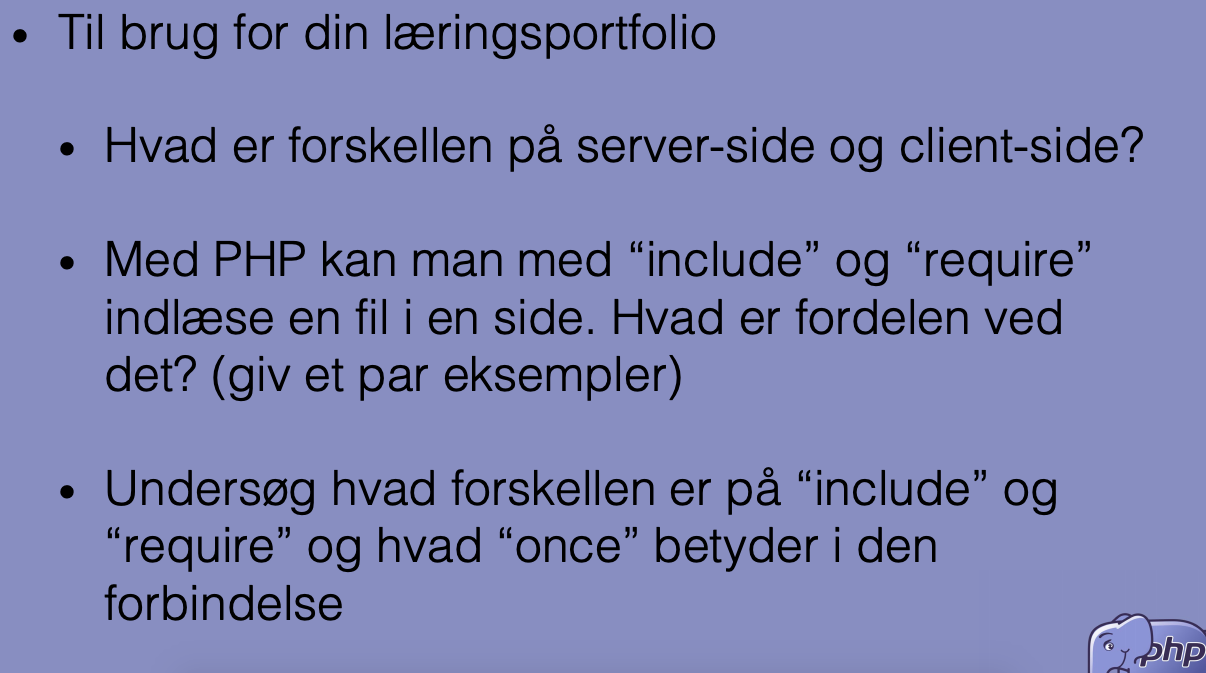 • Til brug for din læringsportfolio
• Hvad er forskellen på server-side og client-side?
• Med PHP kan man med “include” og “require”
indlæse en fil i en side. Hvad er fordelen ved
det? (giv et par eksempler)
• Undersøg hvad forskellen er på “include” og
“require” og hvad “once” betyder i den
forbindelse
php